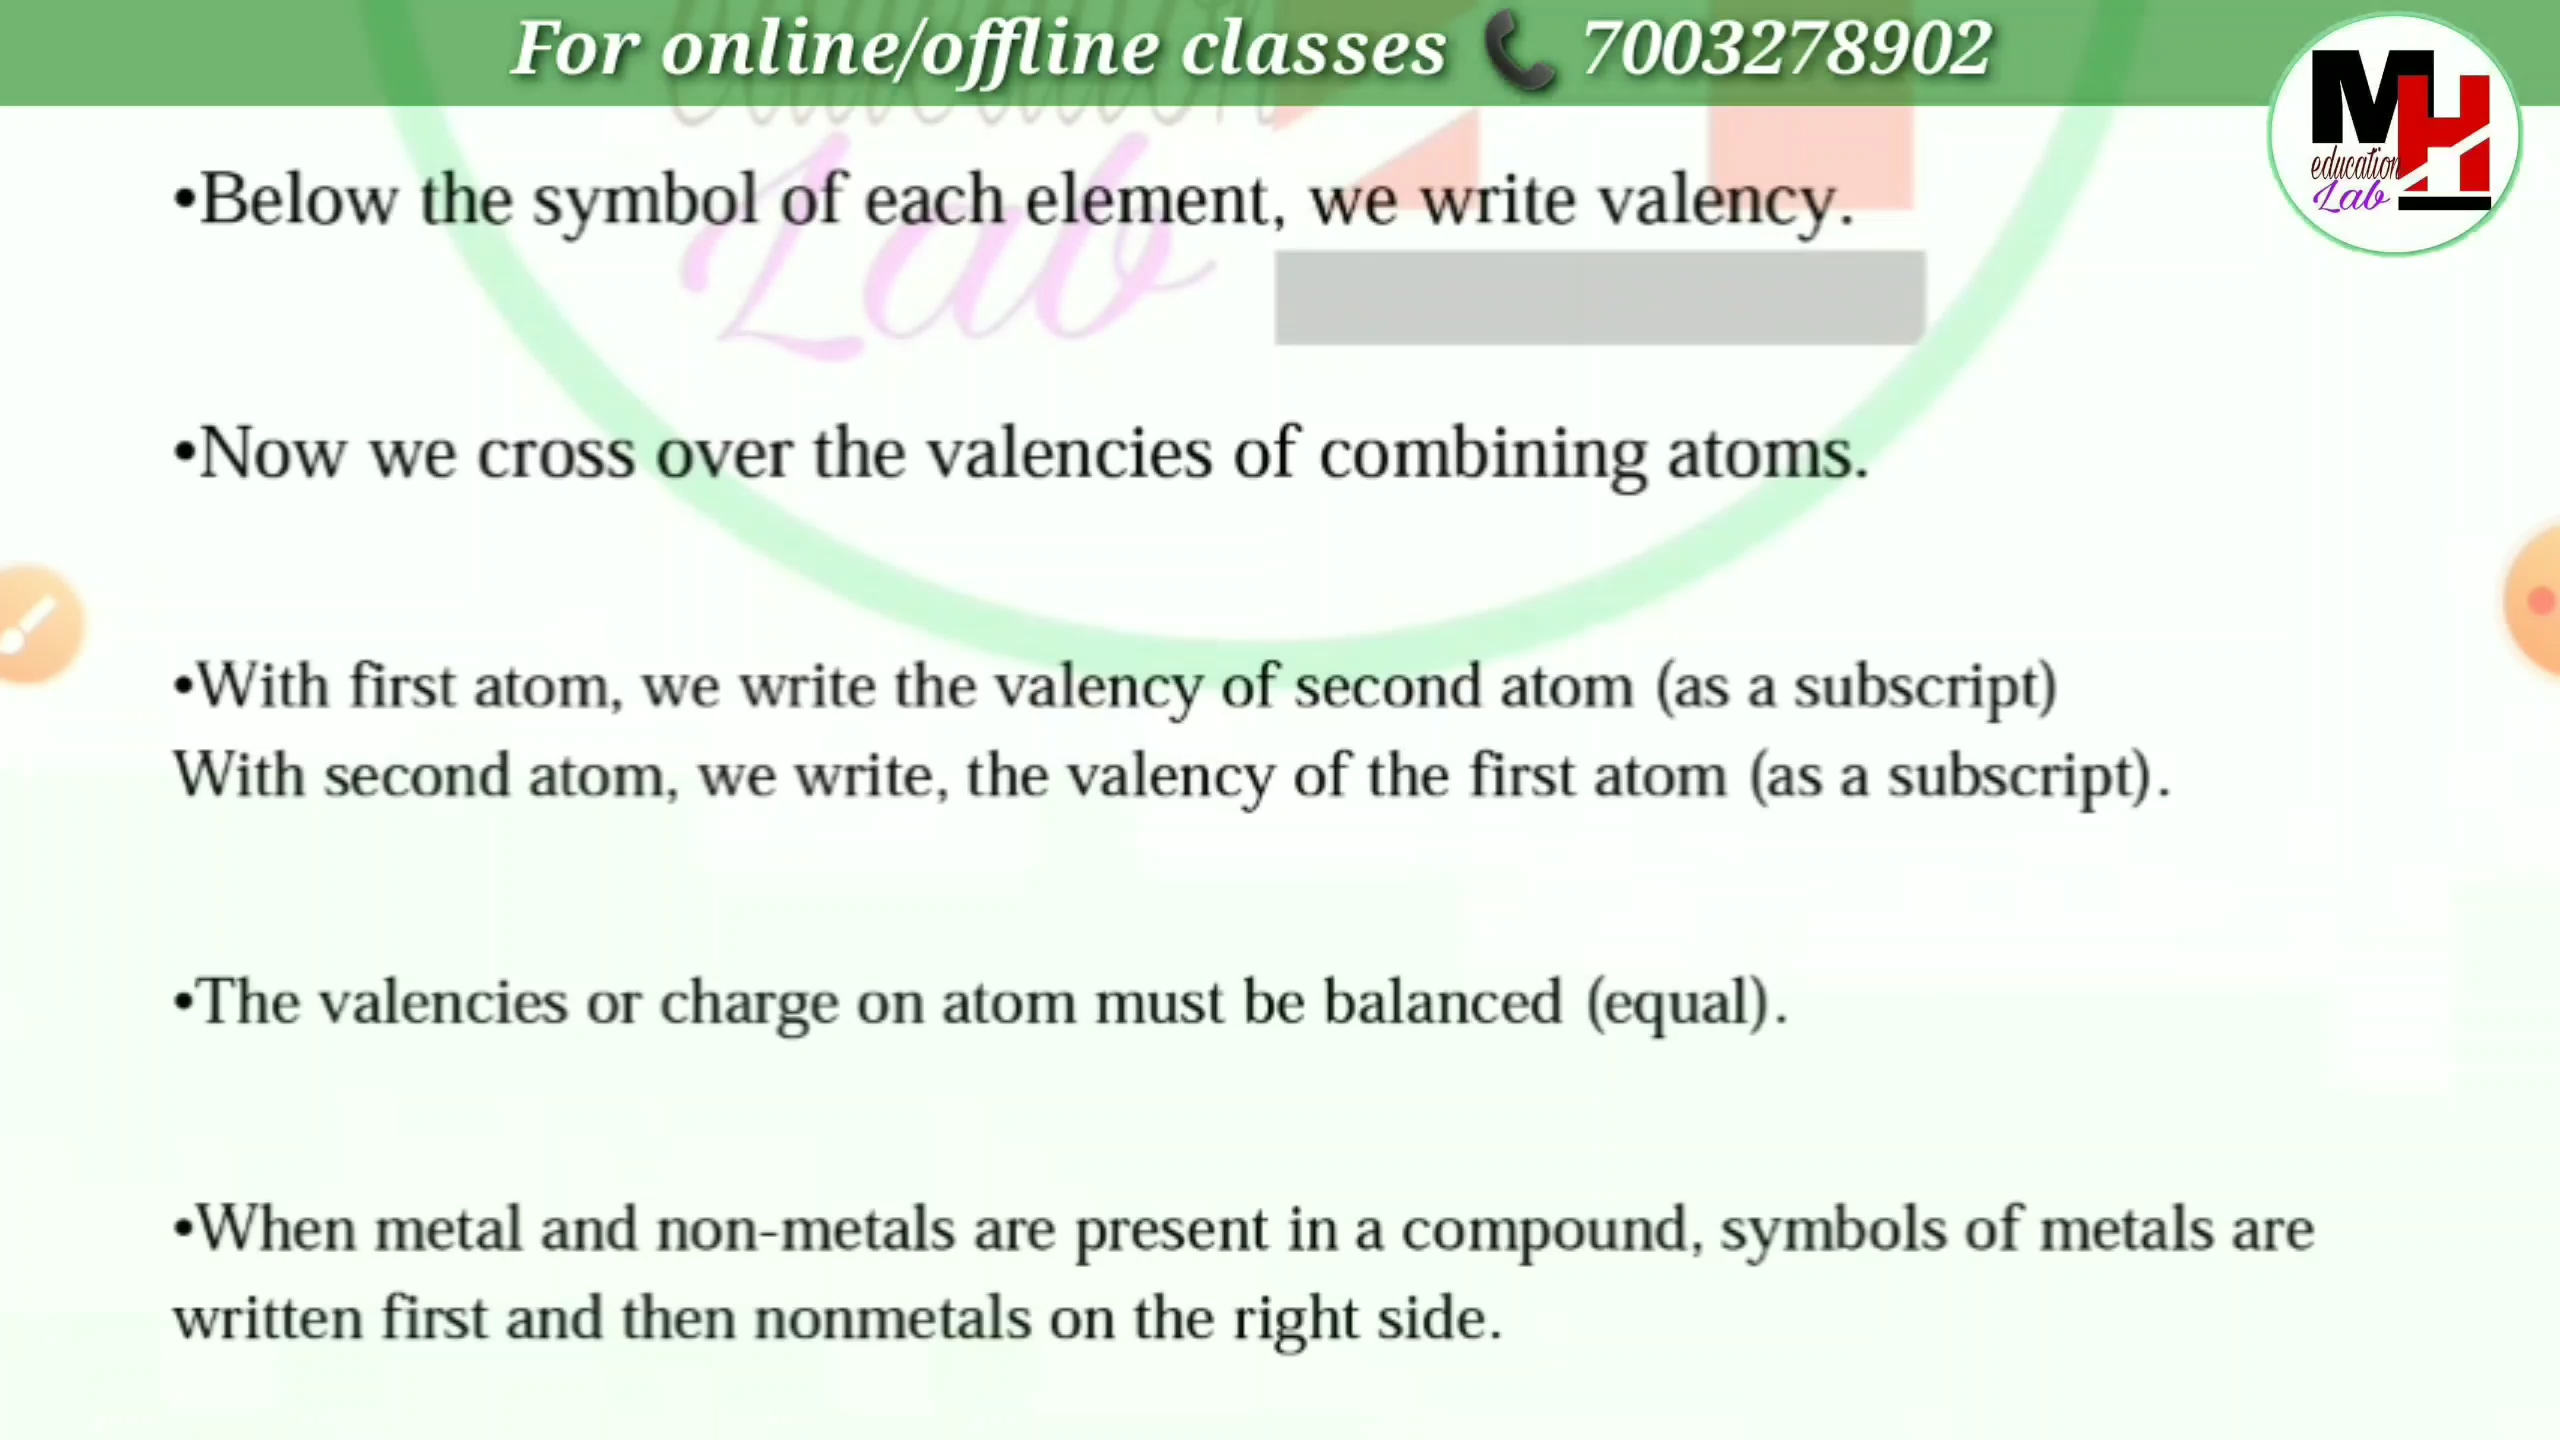 For online/offline classes 📞 7003278902
MH
education
Lab
education
Lab
•Below the symbol of each element, we write valency.
•Now we cross over the valencies of combining atoms.
•With first atom, we write the valency of second atom (as a subscript)
With second atom, we write, the valency of the first atom (as a subscript).
•The valencies or charge on atom must be balanced (equal).
•When metal and non-metals are present in a compound, symbols of metals are
written first and then nonmetals on the right side.